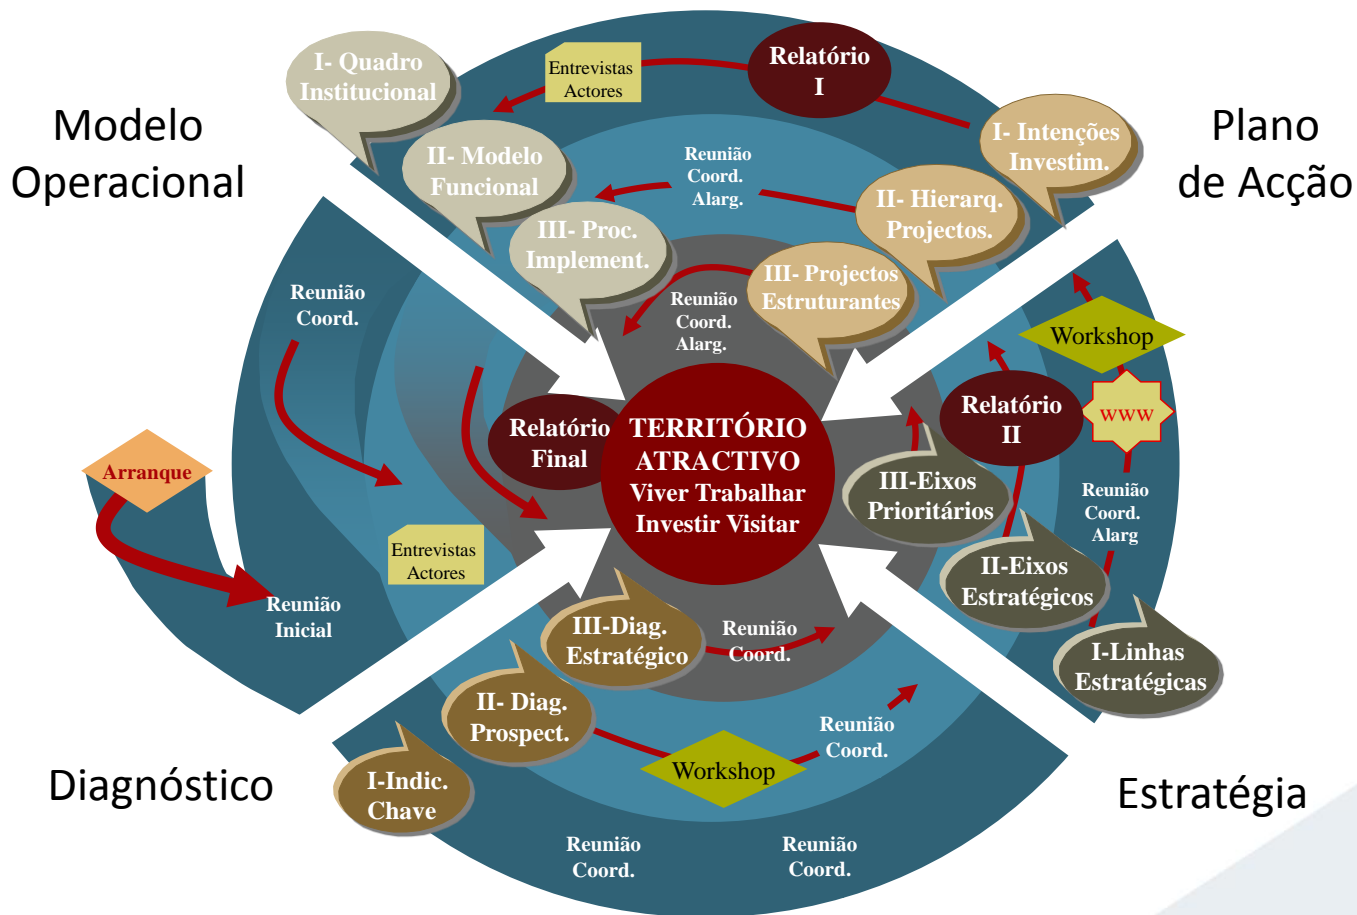 Modelo
Operacional
I- Quadro
Institucional
II- Modelo
Funcional
III- Proc.
Implement.
Entrevistas
Actores
Relatório
I
Reunião
Coord.
Alarg.
Reunião
Coord.
Alarg.
Plano
de Acção
I- Intenções
Investim.
II- Hierarq.
Projectos.
III- Projectos
Estruturantes
Reunião
Coord.
Arranque
Reunião
Inicial
Entrevistas
Actores
Relatório
Final
TERRITÓRIO
ATRACTIVO
Viver Trabalhar
Investir Visitar
Workshop
www
Relatório
II
Reunião
Coord.
Alarg
III-Eixos
Prioritários
II-Eixos
Estratégicos
I-Linhas
Estratégicas
Estratégia
Diagnóstico
III-Diag.
Estratégico
Reunião
Coord.
II- Diag.
Prospect.
Workshop
Reunião
Coord.
I-Indic.
Chave
Reunião
Coord.
Reunião
Coord.